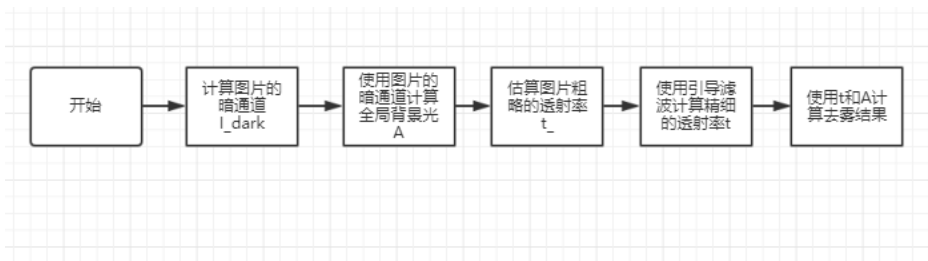 开始
计算图片的
暗通道
I_dark
使用图片的
暗通道计算
全局背景光
A
估算图片粗
略的透射率
t_
使用引导滤
波计算精细
的透射率t
使用t和A计
算去雾结果